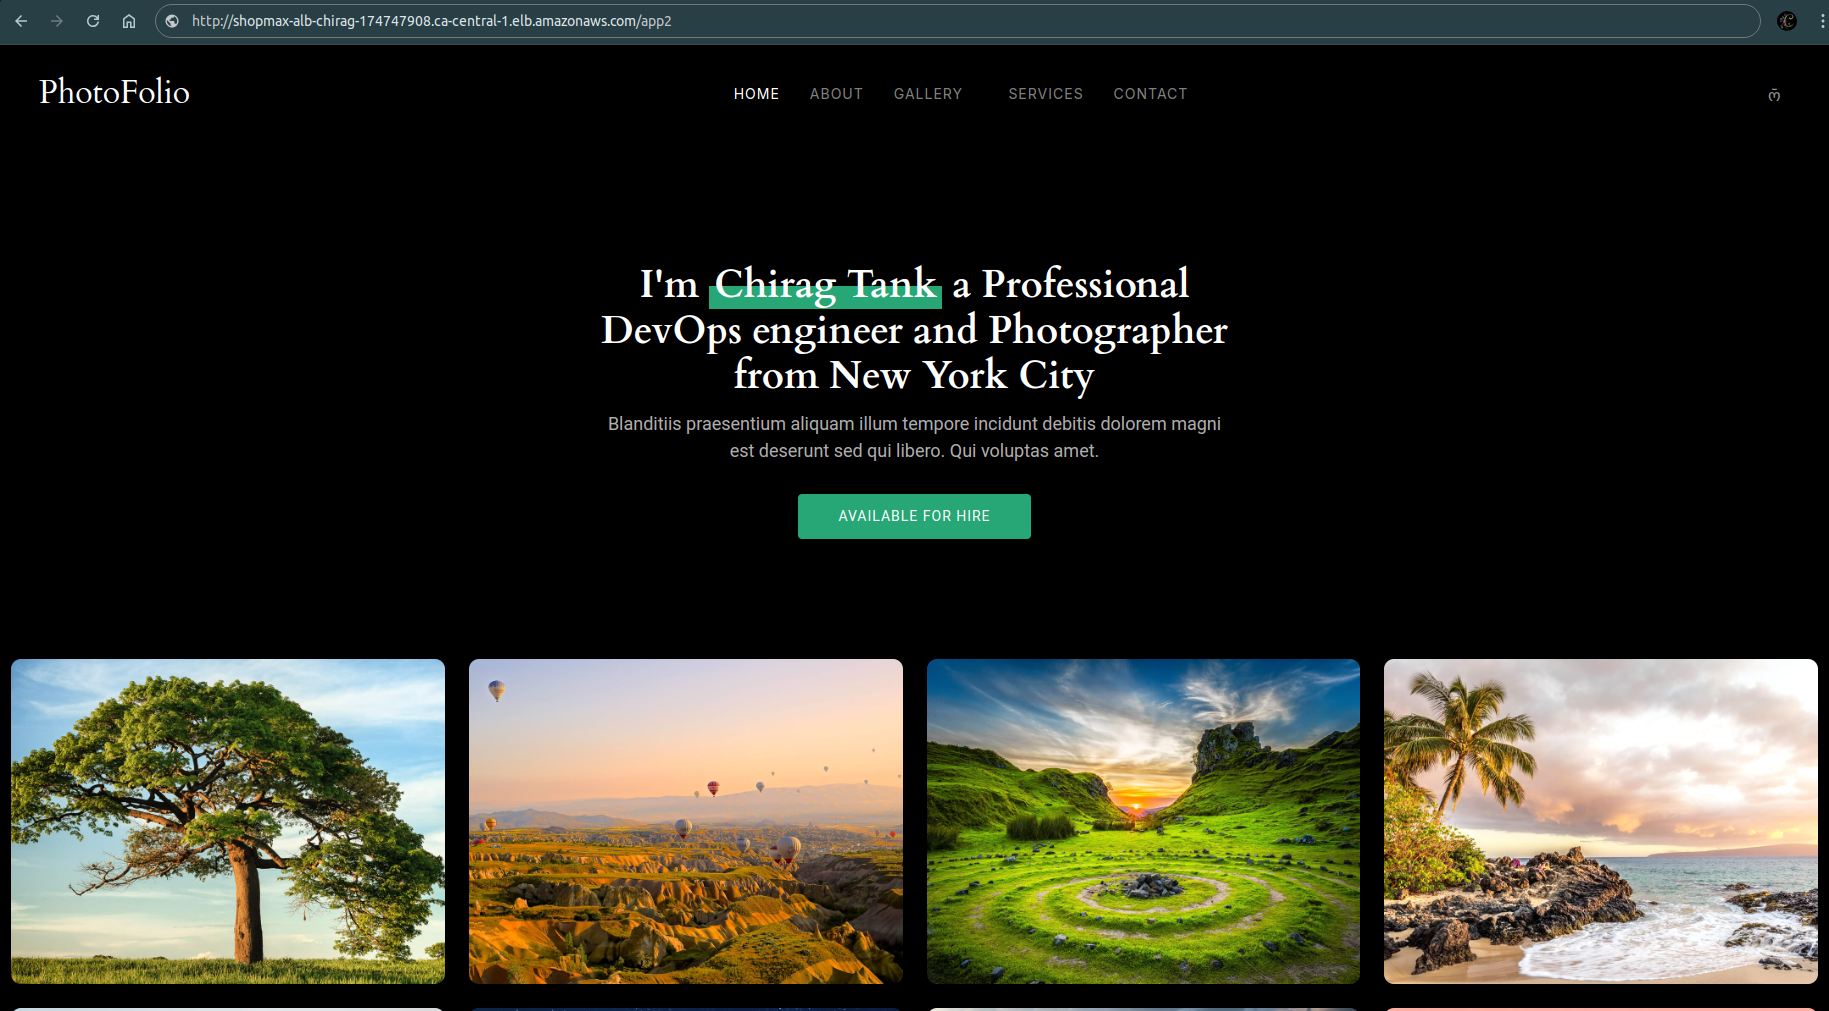 http://shopmax-alb-chirag-174747908.ca-central-1.elb.amazonaws.com/app2
PhotoFolio
HOME ABOUT GALLERY SERVICES CONTACT
I'm Chirag Tank a Professional
DevOps engineer and Photographer
from New York City
Blanditiis praesentium aliquam illum tempore incidunt debitis dolorem magni
est deserunt sed qui libero. Qui voluptas amet.
AVAILABLE FOR HIRE